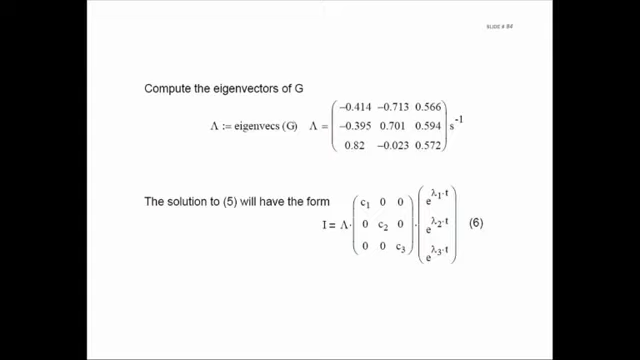 SLIDE # 84
Compute the eigenvectors of G
Λ := eigenvecs (G)   Λ = ( −0.414 −0.713 0.566
−0.395 0.701 0.594
0.82 −0.023 0.572 ) s^-1
The solution to (5) will have the form
I = Λ · ( c1 0 0
0 c2 0
0 0 c3 ) · ( e^λ1·t
e^λ2·t
e^λ3·t )   (6)